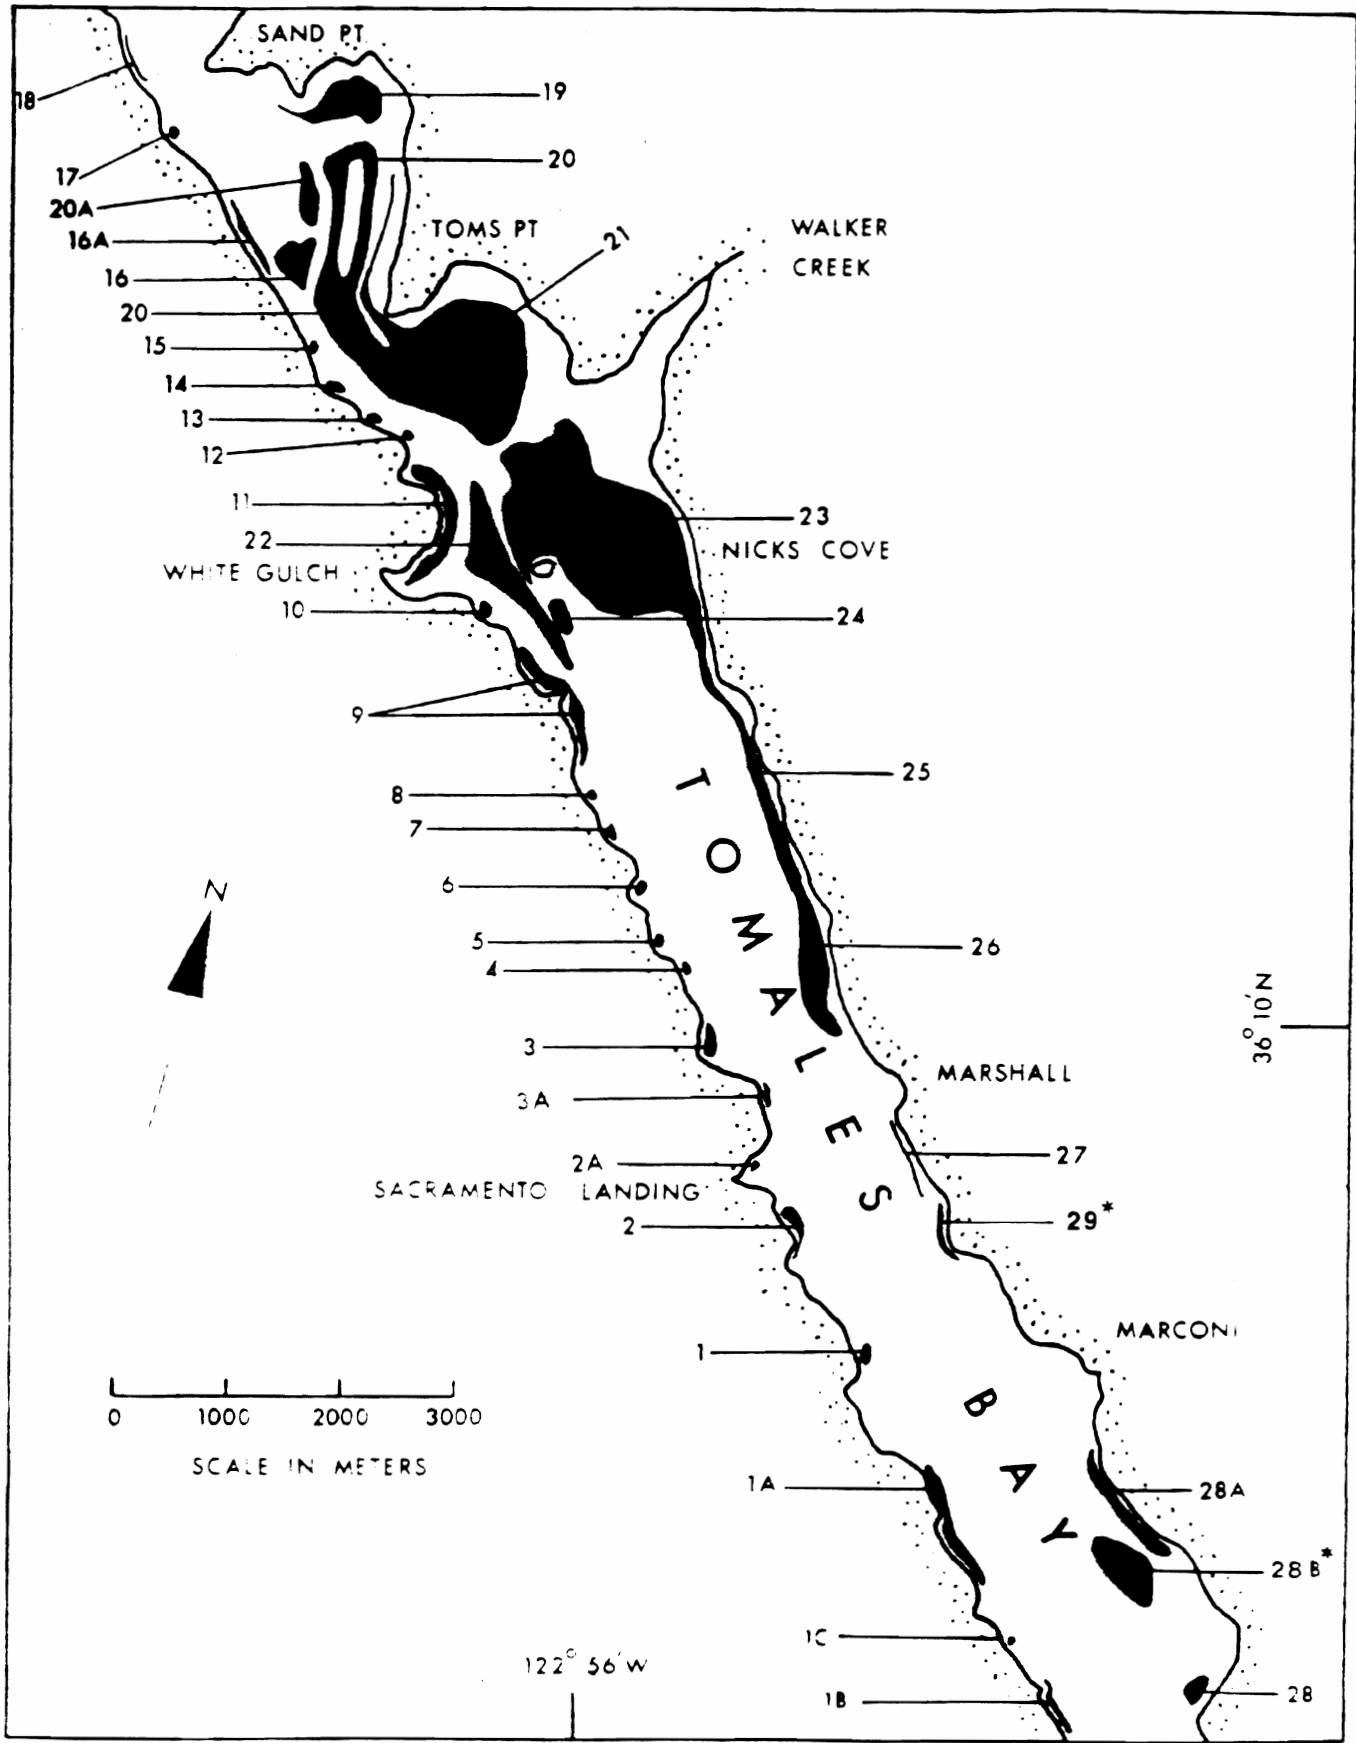 SAND PT
18
19
17
20
20A
TOMS PT
21
WALKER
CREEK
16A
16
20
15
14
13
12
11
23
22
NICKS COVE
WHITE GULCH
10
24
9
25
TOMALES BAY
8
7
N
6
5
26
4
36° 10′ N
3
MARSHALL
3A
27
2A
SACRAMENTO LANDING
29*
2
MARCONI
1
0 1000 2000 3000
SCALE IN METERS
1A
28A
28B*
1C
122° 56′ W
1B
28